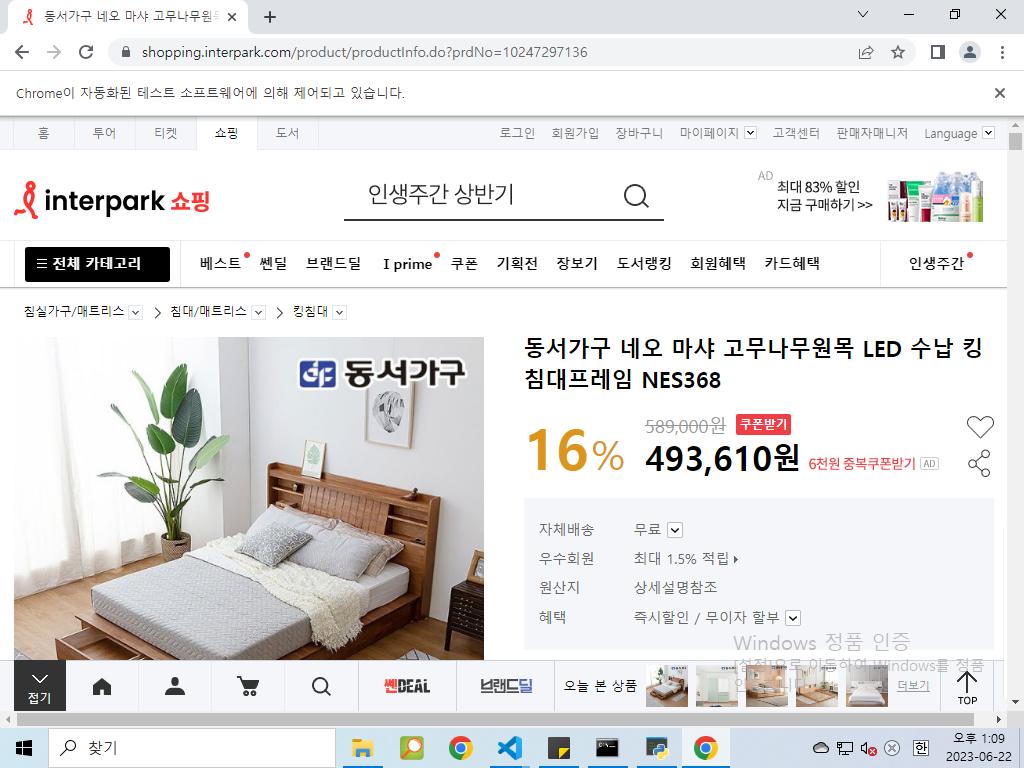 동서가구 네오 마샤 고무나무원목
shopping.interpark.com/product/productInfo.do?prdNo=10247297136
Chrome이 자동화된 테스트 소프트웨어에 의해 제어되고 있습니다.
홈 투어 티켓 쇼핑 도서 로그인 회원가입 장바구니 마이페이지 고객센터 판매자매니저 Language
interpark 쇼핑
인생주간 상반기
AD
최대 83% 할인
지금 구매하기 >>
전체 카테고리 베스트 쎈딜 브랜드딜 I prime 쿠폰 기획전 장보기 도서랭킹 회원혜택 카드혜택 인생주간
침실가구/매트리스 침대/매트리스 킹침대
동서가구
동서가구 네오 마샤 고무나무원목 LED 수납 킹
침대프레임 NES368
16%
589,000원 쿠폰받기
493,610원 6천원 중복쿠폰받기 AD
자체배송 무료
우수회원 최대 1.5% 적립
원산지 상세설명참조
혜택 즉시할인 / 무이자 할부
Windows 정품 인증
[설정]으로 이동하여 Windows를 정품
접기
쎈DEAL
브랜드딜
오늘 본 상품
더보기
TOP
찾기
한
오후 1:09
2023-06-22